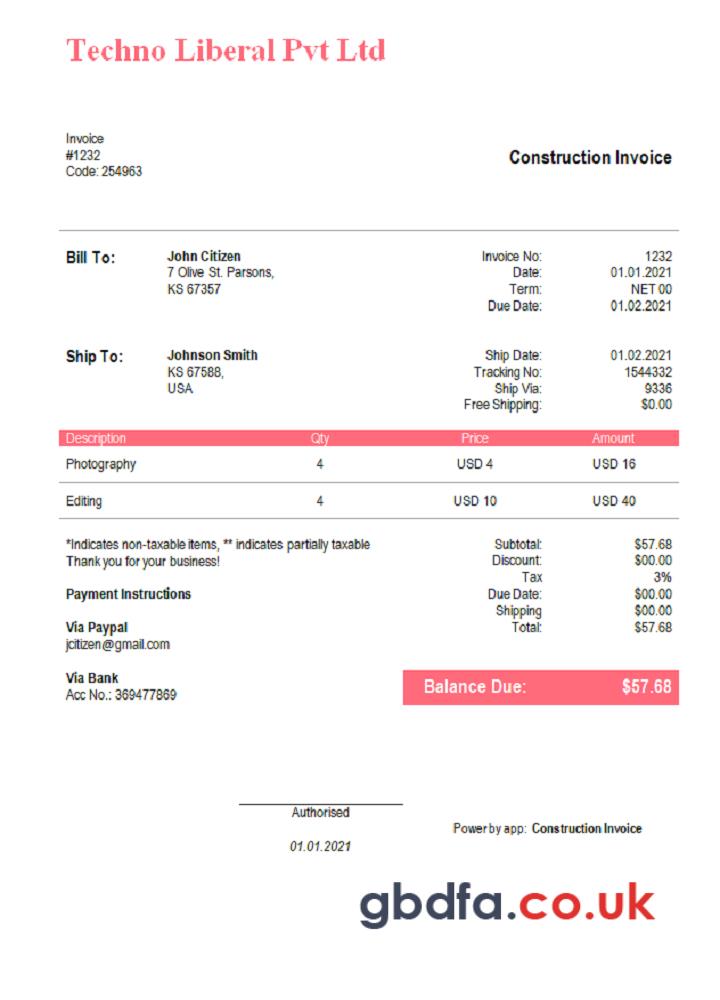 Techno Liberal Pvt Ltd
Invoice
#1232
Code: 254963
Construction Invoice
Bill To:
John Citizen
7 Olive St. Parsons,
KS 67357
Invoice No: 1232
Date: 01.01.2021
Term: NET 00
Due Date: 01.02.2021
Ship To:
Johnson Smith
KS 67588,
USA
Ship Date: 01.02.2021
Tracking No: 1544332
Ship Via: 9336
Free Shipping: $0.00
Description Qty Price Amount
Photography 4 USD 4 USD 16
Editing 4 USD 10 USD 40
*Indicates non-taxable items, ** indicates partially taxable
Thank you for your business!
Payment Instructions
Via Paypal
jcitizen@gmail.com
Via Bank
Acc No.: 369477869
Subtotal: $57.68
Discount: $00.00
Tax 3%
Due Date: $00.00
Shipping $00.00
Total: $57.68
Balance Due: $57.68
Authorised
01.01.2021
Power by app: Construction Invoice
gbdfa.co.uk